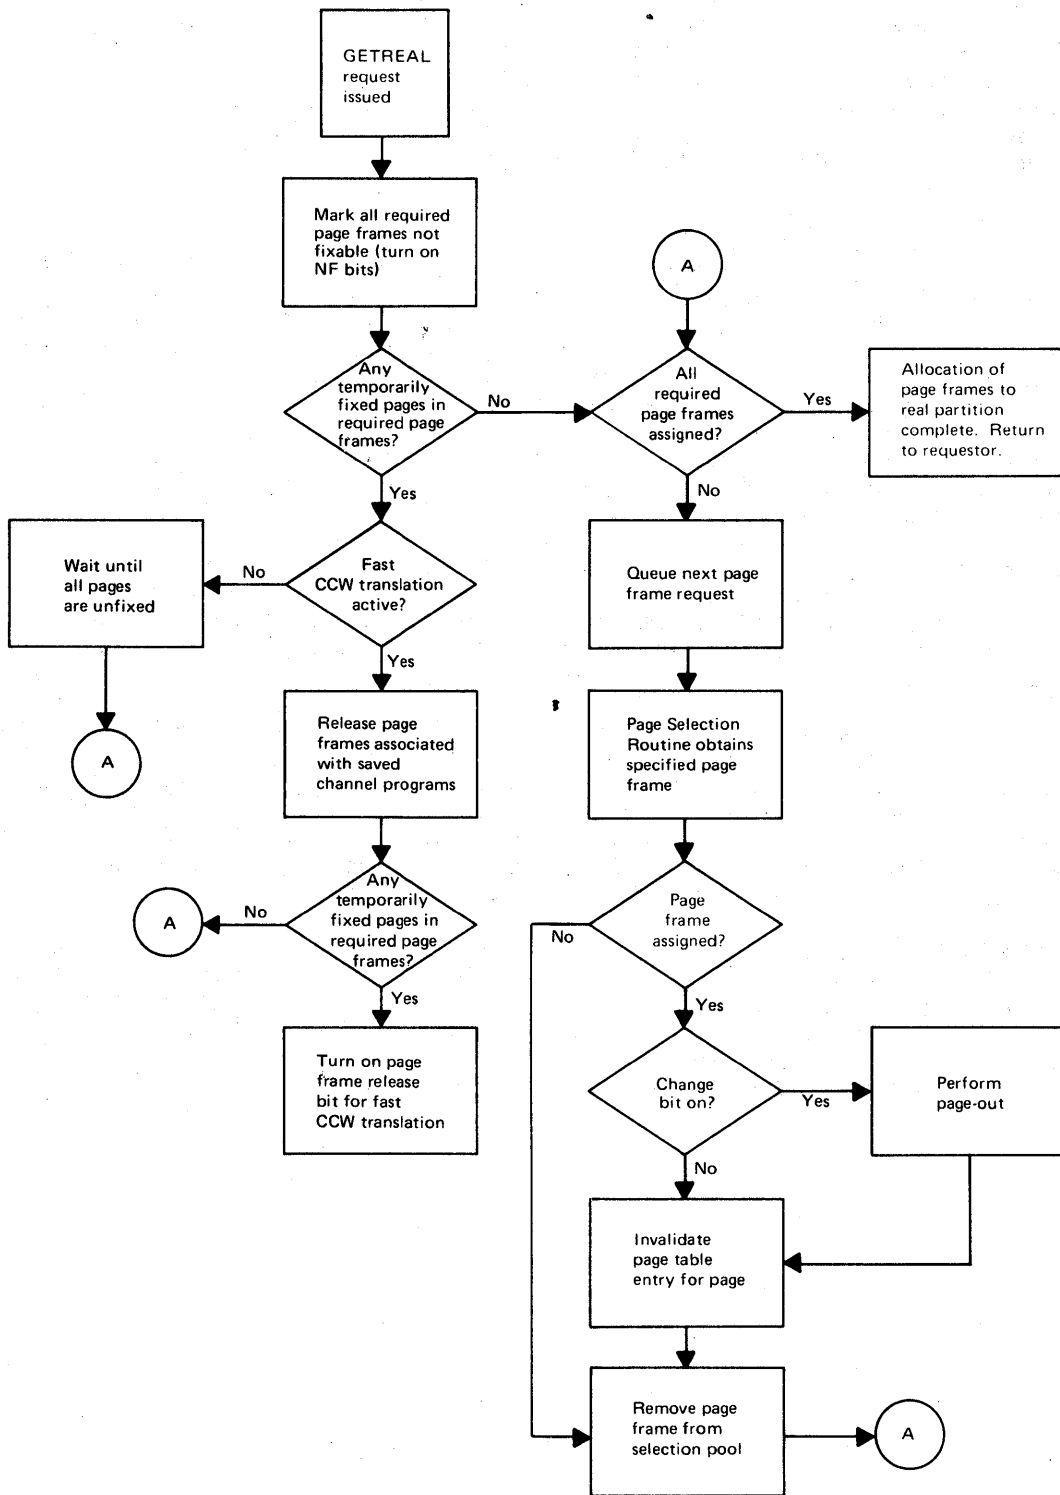 GETREAL
request
issued
Mark all required
page frames not
fixable (turn on
NF bits)
A
Any
temporarily
fixed pages in
required page
frames?
No
All
required
page frames
assigned?
Yes
Allocation of
page frames to
real partition
complete. Return
to requestor.
Yes
No
Wait until
all pages
are unfixed
No
Fast
CCW translation
active?
Queue next page
frame request
Yes
A
Release page
frames associated
with saved
channel programs
Page Selection
Routine obtains
specified page
frame
A
No
Any
temporarily
fixed pages in
required page
frames?
Page
frame
assigned?
No
Yes
Yes
Turn on page
frame release
bit for fast
CCW translation
Change
bit on?
Yes
Perform
page-out
No
Invalidate
page table
entry for page
Remove page
frame from
selection pool
A